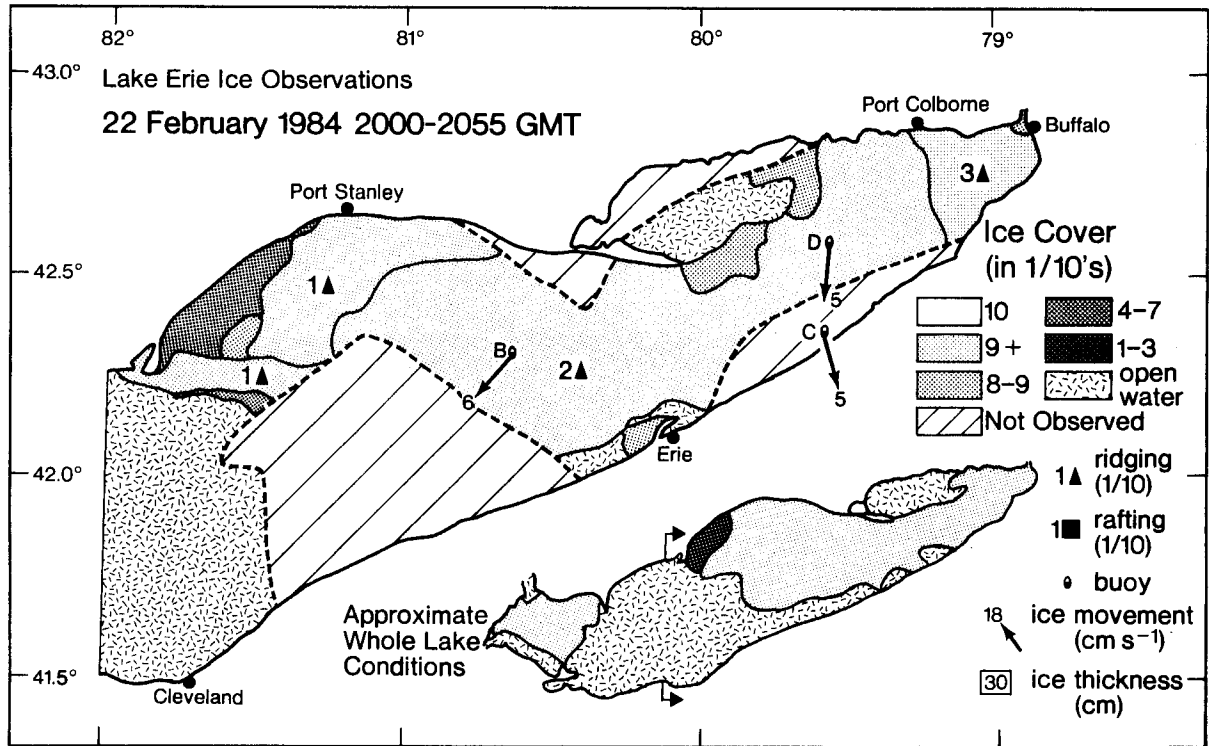 82° 81° 80° 79°
43.0°
Lake Erie Ice Observations
22 February 1984 2000-2055 GMT
Port Colborne
Buffalo
Port Stanley
3▲
42.5°
D
1▲
5
C
B
2▲
1▲
6
5
Erie
42.0°
41.5°
Cleveland
Ice Cover
(in 1/10's)
10
4-7
9 +
1-3
8-9
open
water
Not Observed
1▲ ridging
(1/10)
1■ rafting
(1/10)
buoy
18 ice movement
(cm s⁻¹)
30 ice thickness
(cm)
Approximate
Whole Lake
Conditions